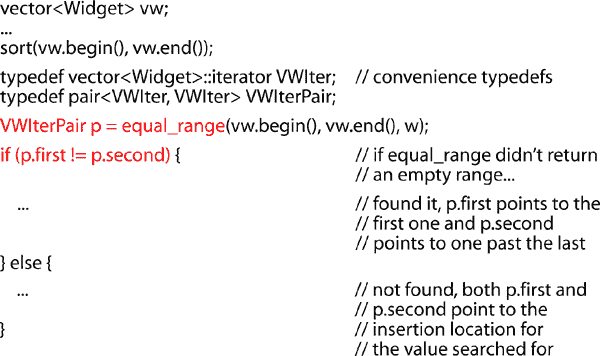 vector<Widget> vw;
...
sort(vw.begin(), vw.end());
typedef vector<Widget>::iterator VWIter; // convenience typedefs
typedef pair<VWIter, VWIter> VWIterPair;
VWIterPair p = equal_range(vw.begin(), vw.end(), w);
if (p.first != p.second) { // if equal_range didn't return
// an empty range...
... // found it, p.first points to the
// first one and p.second
// points to one past the last
} else {
... // not found, both p.first and
// p.second point to the
} // insertion location for
// the value searched for